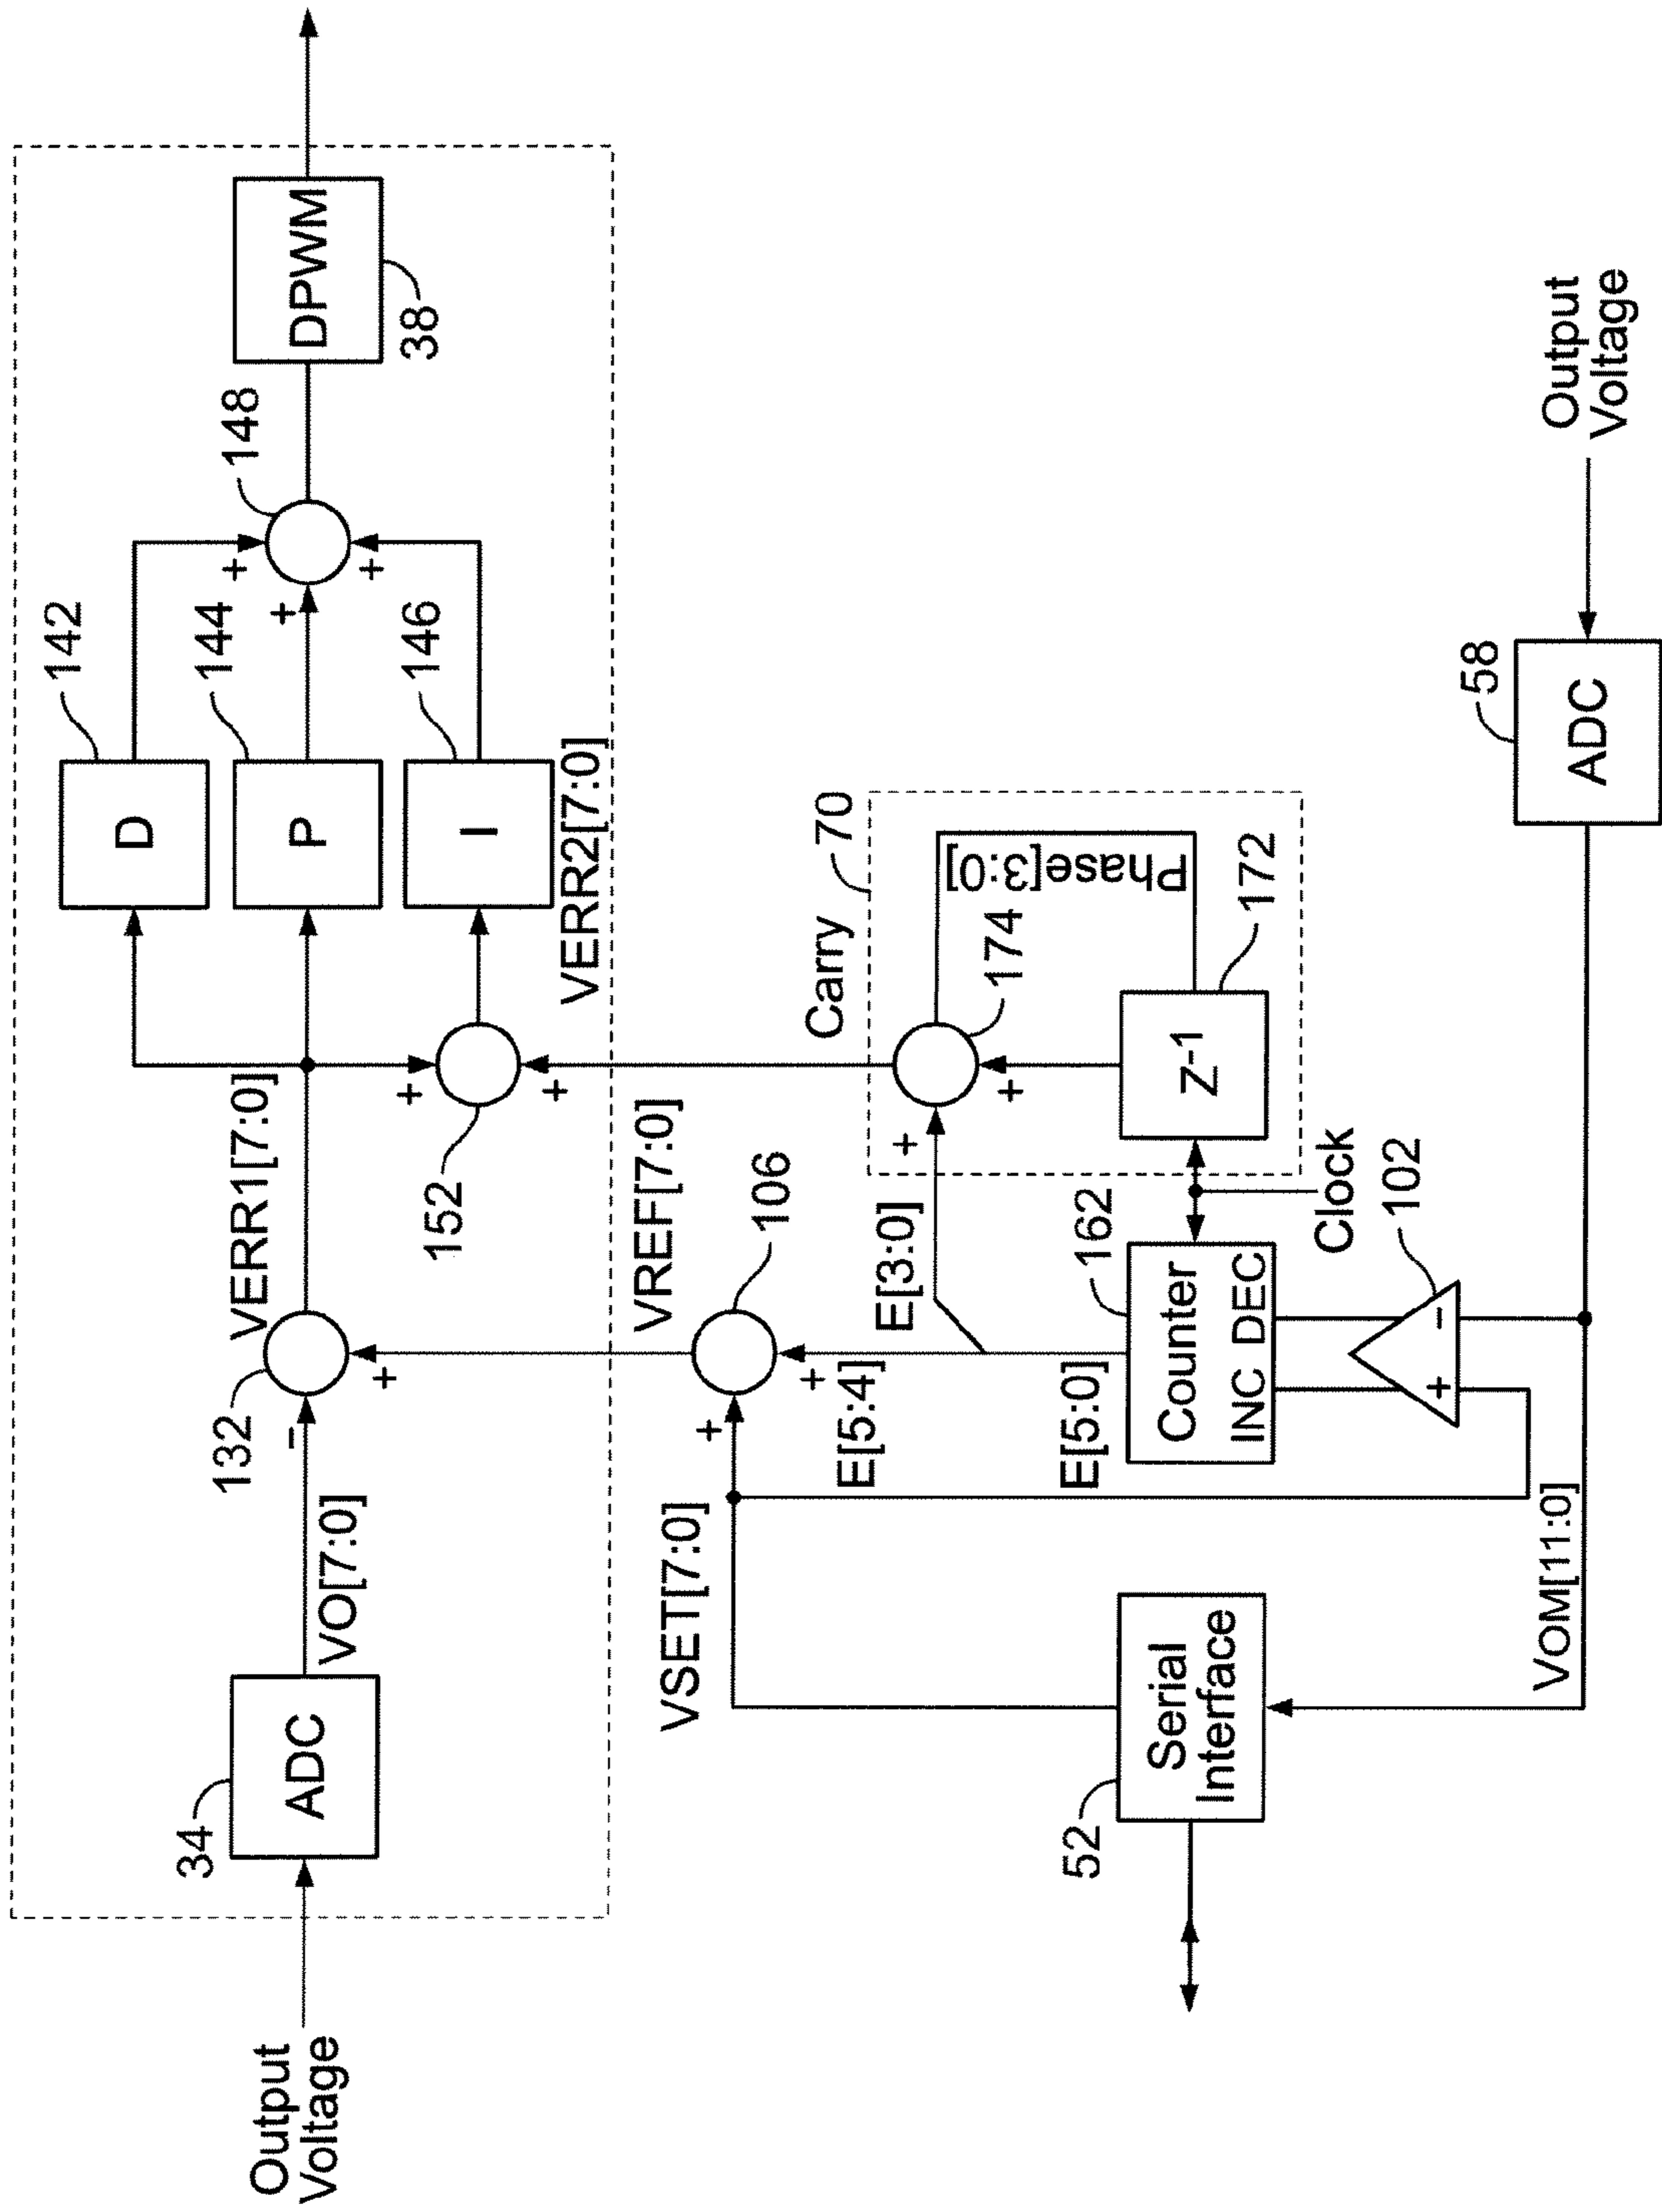 Output
Voltage
34
ADC
VO[7:0]
132
−
+
VERR1[7:0]
142
D
144
P
146
I
VERR2[7:0]
152
+
+
148
+
+
+
DPWM
38
VSET[7:0]
VREF[7:0]
106
+
+
E[5:4]
E[3:0]
E[5:0]
Carry
70
174
+
+
Phase[3:0]
Z-1
172
Clock
162
Counter
INC DEC
102
+
−
52
Serial
Interface
VOM[11:0]
58
ADC
Output
Voltage